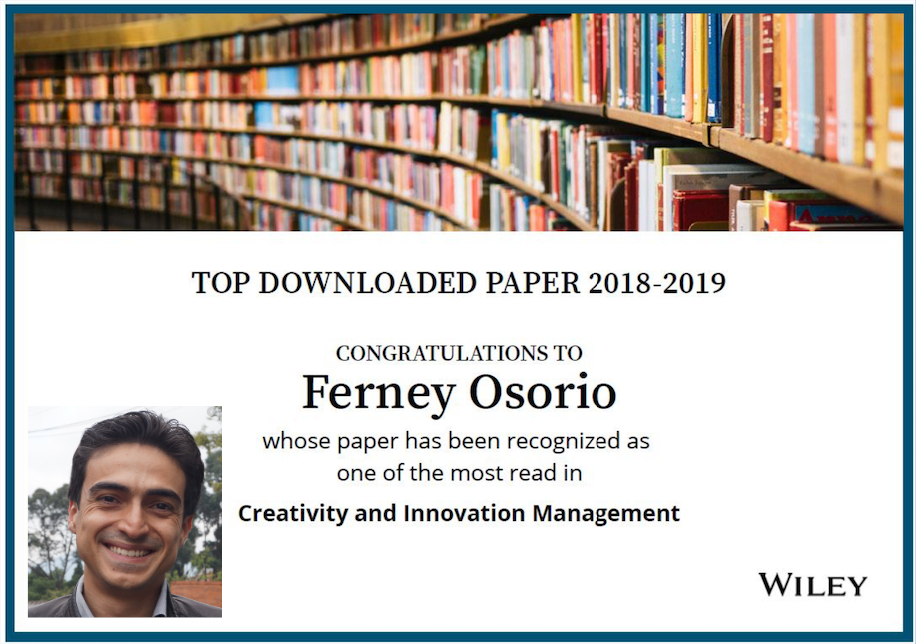 TOP DOWNLOADED PAPER 2018-2019
CONGRATULATIONS TO
Ferney Osorio
whose paper has been recognized as
one of the most read in
Creativity and Innovation Management
WILEY